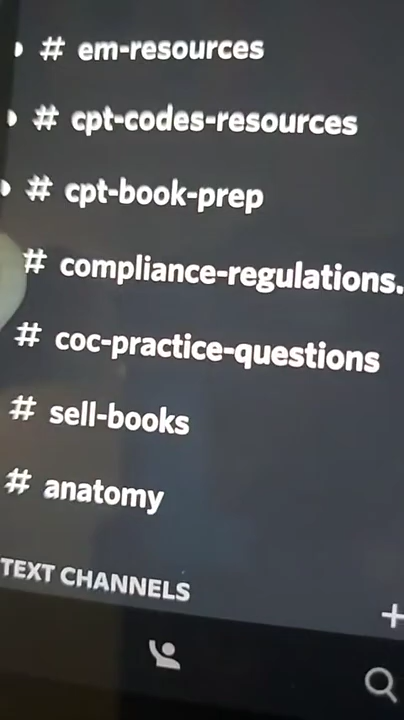 # em-resources
# cpt-codes-resources
# cpt-book-prep
# compliance-regulations.
# coc-practice-questions
# sell-books
# anatomy
TEXT CHANNELS
+